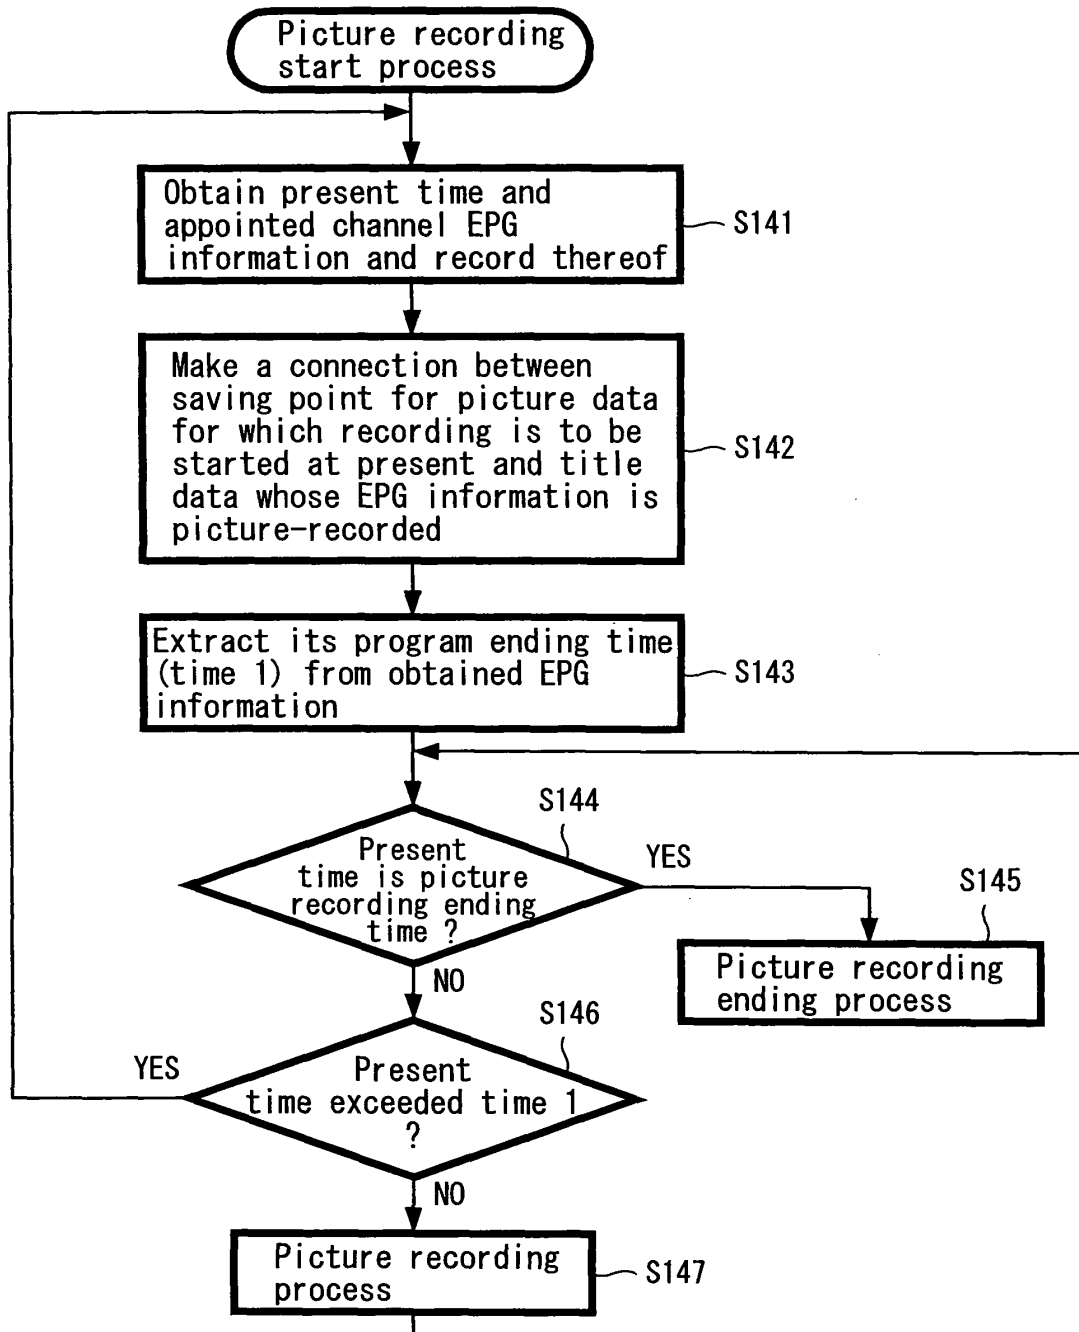 Picture recording
start process
Obtain present time and
appointed channel EPG
information and record thereof
S141
Make a connection between
saving point for picture data
for which recording is to be
started at present and title
data whose EPG information is
picture-recorded
S142
Extract its program ending time
(time 1) from obtained EPG
information
S143
S144
Present
time is picture
recording ending
time ?
YES
S145
Picture recording
ending process
NO
S146
YES
Present
time exceeded time 1
?
NO
Picture recording
process
S147